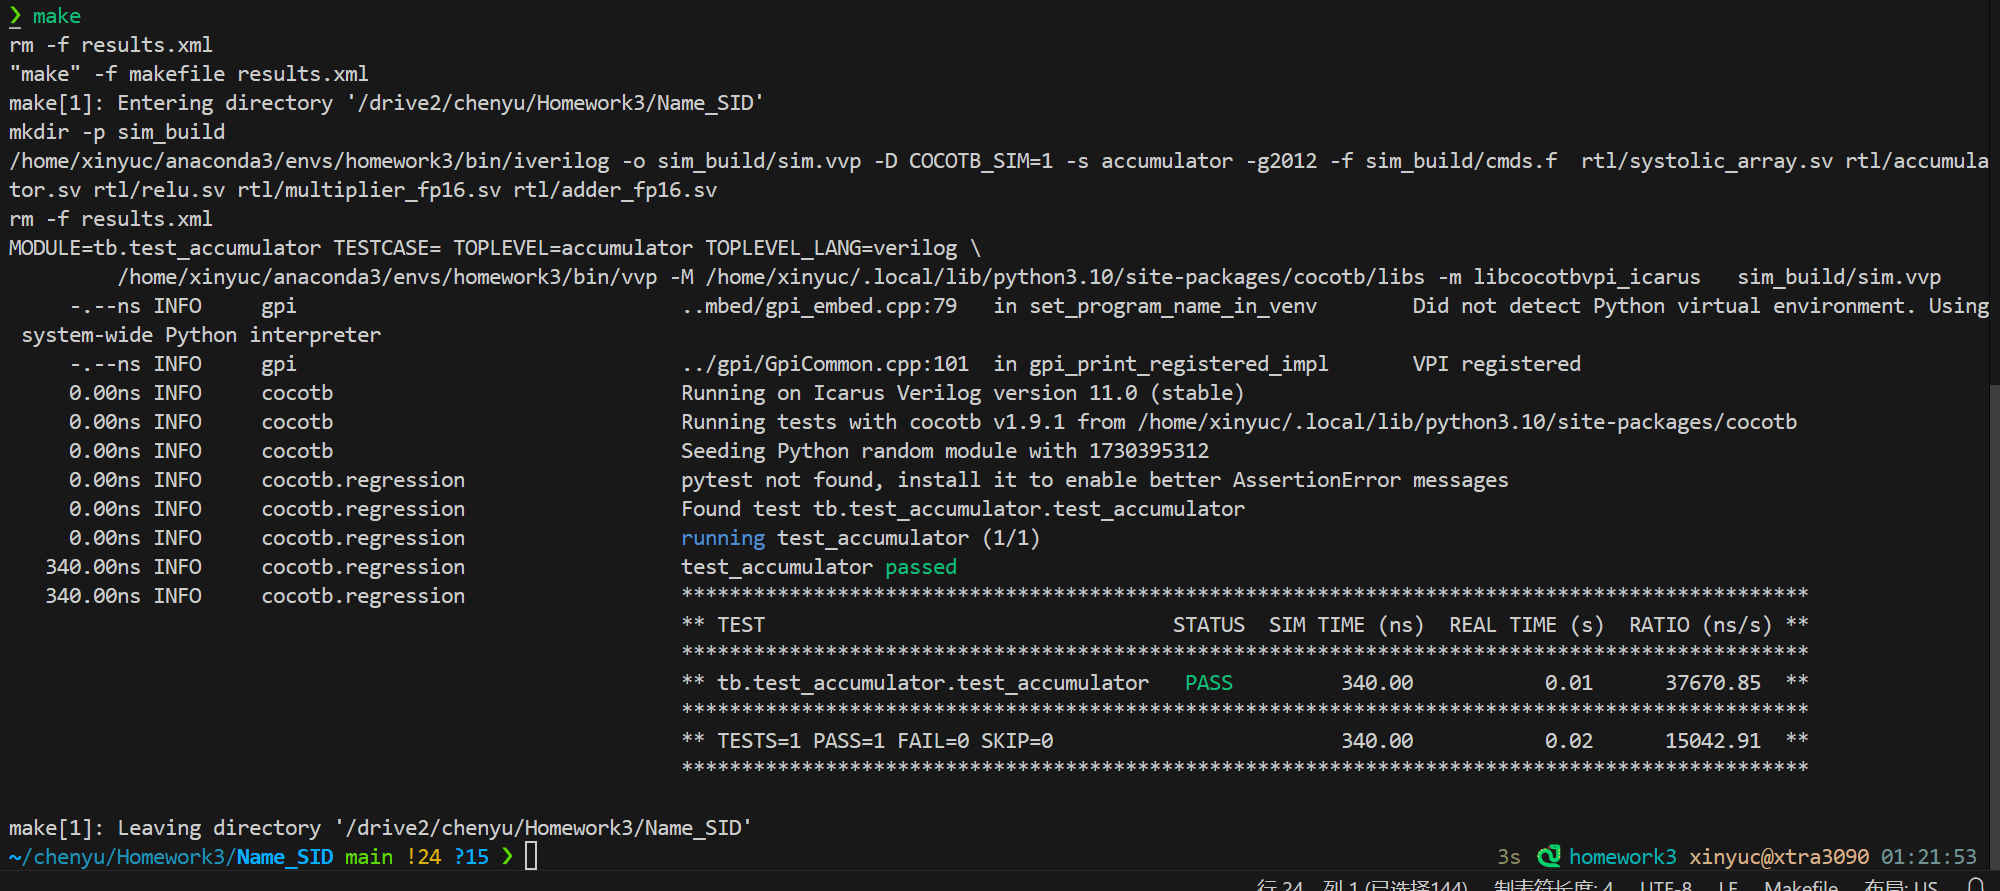 ❯ make
rm -f results.xml
"make" -f makefile results.xml
make[1]: Entering directory '/drive2/chenyu/Homework3/Name_SID'
mkdir -p sim_build
/home/xinyuc/anaconda3/envs/homework3/bin/iverilog -o sim_build/sim.vvp -D COCOTB_SIM=1 -s accumulator -g2012 -f sim_build/cmds.f  rtl/systolic_array.sv rtl/accumula
tor.sv rtl/relu.sv rtl/multiplier_fp16.sv rtl/adder_fp16.sv
rm -f results.xml
MODULE=tb.test_accumulator TESTCASE= TOPLEVEL=accumulator TOPLEVEL_LANG=verilog \
/home/xinyuc/anaconda3/envs/homework3/bin/vvp -M /home/xinyuc/.local/lib/python3.10/site-packages/cocotb/libs -m libcocotbvpi_icarus   sim_build/sim.vvp
-.--ns INFO     gpi                                ..mbed/gpi_embed.cpp:79   in set_program_name_in_venv        Did not detect Python virtual environment. Using
system-wide Python interpreter
-.--ns INFO     gpi                                ../gpi/GpiCommon.cpp:101  in gpi_print_registered_impl       VPI registered
0.00ns INFO     cocotb                             Running on Icarus Verilog version 11.0 (stable)
0.00ns INFO     cocotb                             Running tests with cocotb v1.9.1 from /home/xinyuc/.local/lib/python3.10/site-packages/cocotb
0.00ns INFO     cocotb                             Seeding Python random module with 1730395312
0.00ns INFO     cocotb.regression                  pytest not found, install it to enable better AssertionError messages
0.00ns INFO     cocotb.regression                  Found test tb.test_accumulator.test_accumulator
0.00ns INFO     cocotb.regression                  running test_accumulator (1/1)
340.00ns INFO     cocotb.regression                  test_accumulator passed
340.00ns INFO     cocotb.regression                  **********************************************************************************************
** TEST                                  STATUS  SIM TIME (ns)  REAL TIME (s)  RATIO (ns/s) **
**********************************************************************************************
** tb.test_accumulator.test_accumulator   PASS         340.00           0.01      37670.85  **
**********************************************************************************************
** TESTS=1 PASS=1 FAIL=0 SKIP=0                        340.00           0.02      15042.91  **
**********************************************************************************************
make[1]: Leaving directory '/drive2/chenyu/Homework3/Name_SID'
~/chenyu/Homework3/Name_SID main !24 ?15 ❯ 3s homework3 xinyuc@xtra3090 01:21:53
行 24, 列 1 (已选择144) 制表符长度: 4 UTF-8 LF Makefile 布局: US